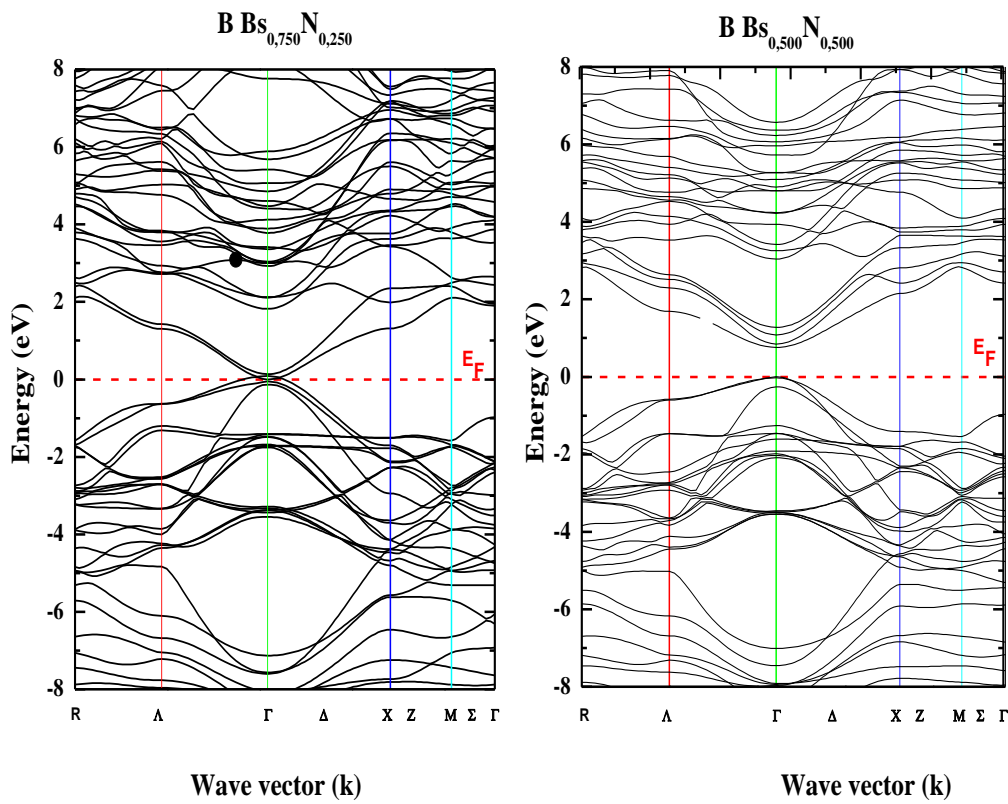 B Bs0,750N0,250
8
6
4
2
0
-2
-4
-6
-8
Energy (eV)
EF
R Λ Γ Δ X Z M Σ Γ
Wave vector (k)
B Bs0,500N0,500
8
6
4
2
0
-2
-4
-6
-8
Energy (eV)
EF
R Λ Γ Δ X Z M Σ Γ
Wave vector (k)